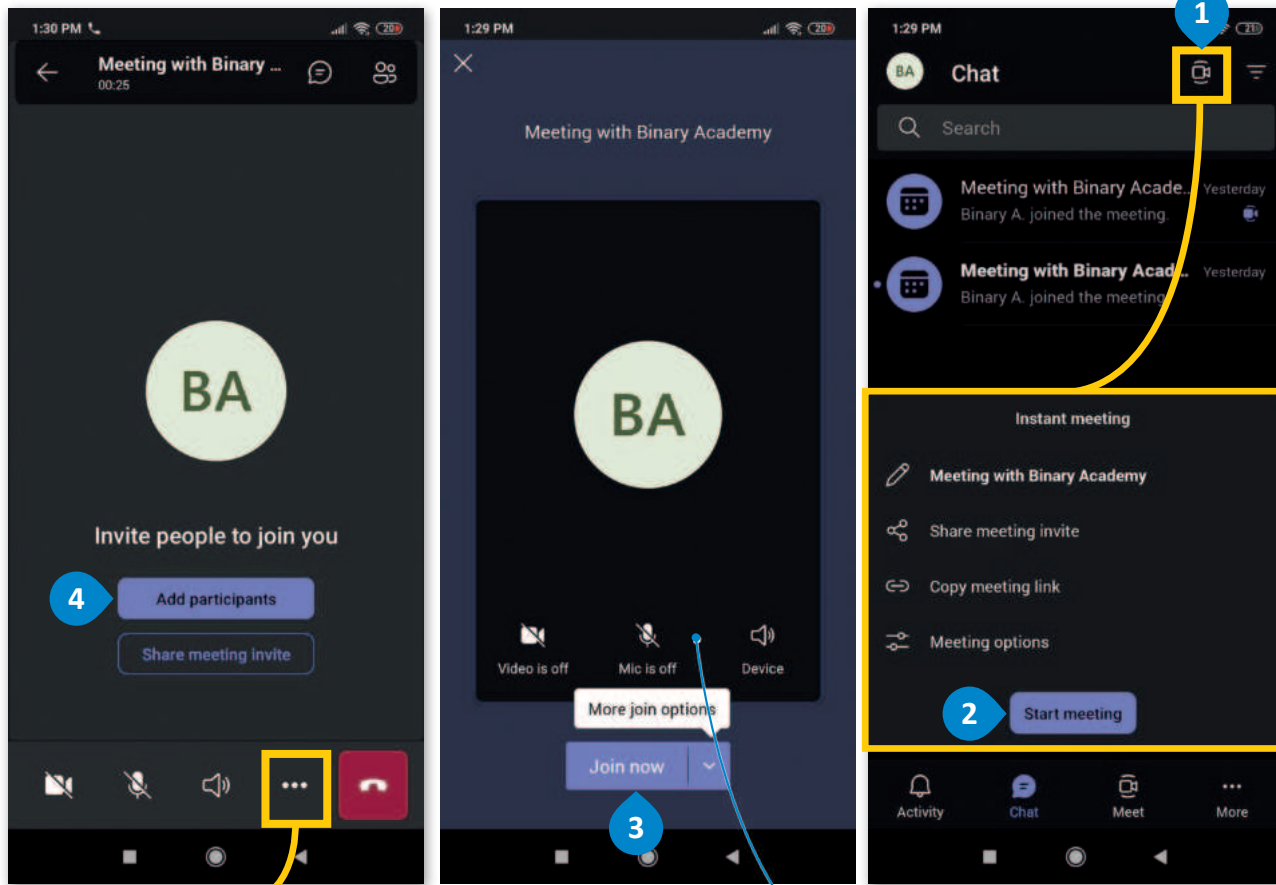 1:30 PM
20
Meeting with Binary ...
00:25
BA
Invite people to join you
4
Add participants
Share meeting invite
1:29 PM
20
Meeting with Binary Academy
BA
Video is off
Mic is off
Device
More join options
Join now
3
1
1:29 PM
21
BA
Chat
Search
Meeting with Binary Acade..
Yesterday
Binary A. joined the meeting.
Meeting with Binary Acad..
Yesterday
Binary A. joined the meeting
Instant meeting
Meeting with Binary Academy
Share meeting invite
Copy meeting link
Meeting options
2
Start meeting
Activity
Chat
Meet
More